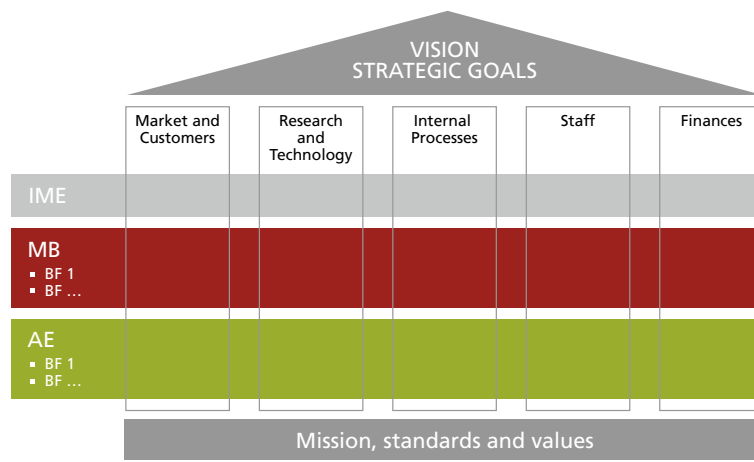 VISION
STRATEGIC GOALS
Market and
Customers
Research
and
Technology
Internal
Processes
Staff
Finances
IME
MB
▪ BF 1
▪ BF ...
AE
▪ BF 1
▪ BF ...
Mission, standards and values